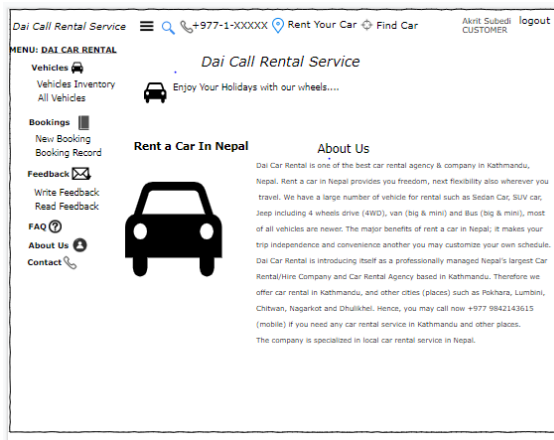 Dai Call Rental Service
+977-1-XXXXX
Rent Your Car
Find Car
Akrit Subedi
CUSTOMER
logout
MENU: DAI CAR RENTAL
Vehicles
Vehicles Inventory
All Vehicles
Bookings
New Booking
Booking Record
Feedback
Write Feedback
Read Feedback
FAQ
About Us
Contact
Dai Call Rental Service
Enjoy Your Holidays with our wheels....
Rent a Car In Nepal
About Us
Dai Car Rental is one of the best car rental agency & company in Kathmandu,
Nepal. Rent a car in Nepal provides you freedom, next flexibility also wherever you
travel. We have a large number of vehicle for rental such as Sedan Car, SUV car,
Jeep including 4 wheels drive (4WD), van (big & mini) and Bus (big & mini), most
of all vehicles are newer. The major benefits of rent a car in Nepal; it makes your
trip independence and convenience another you may customize your own schedule.
Dai Car Rental is introducing itself as a professionally managed Nepal's largest Car
Rental/Hire Company and Car Rental Agency based in Kathmandu. Therefore we
offer car rental in Kathmandu, and other cities (places) such as Pokhara, Lumbini,
Chitwan, Nagarkot and Dhulikhel. Hence, you may call now +977 9842143615
(mobile) if you need any car rental service in Kathmandu and other places.
The company is specialized in local car rental service in Nepal.